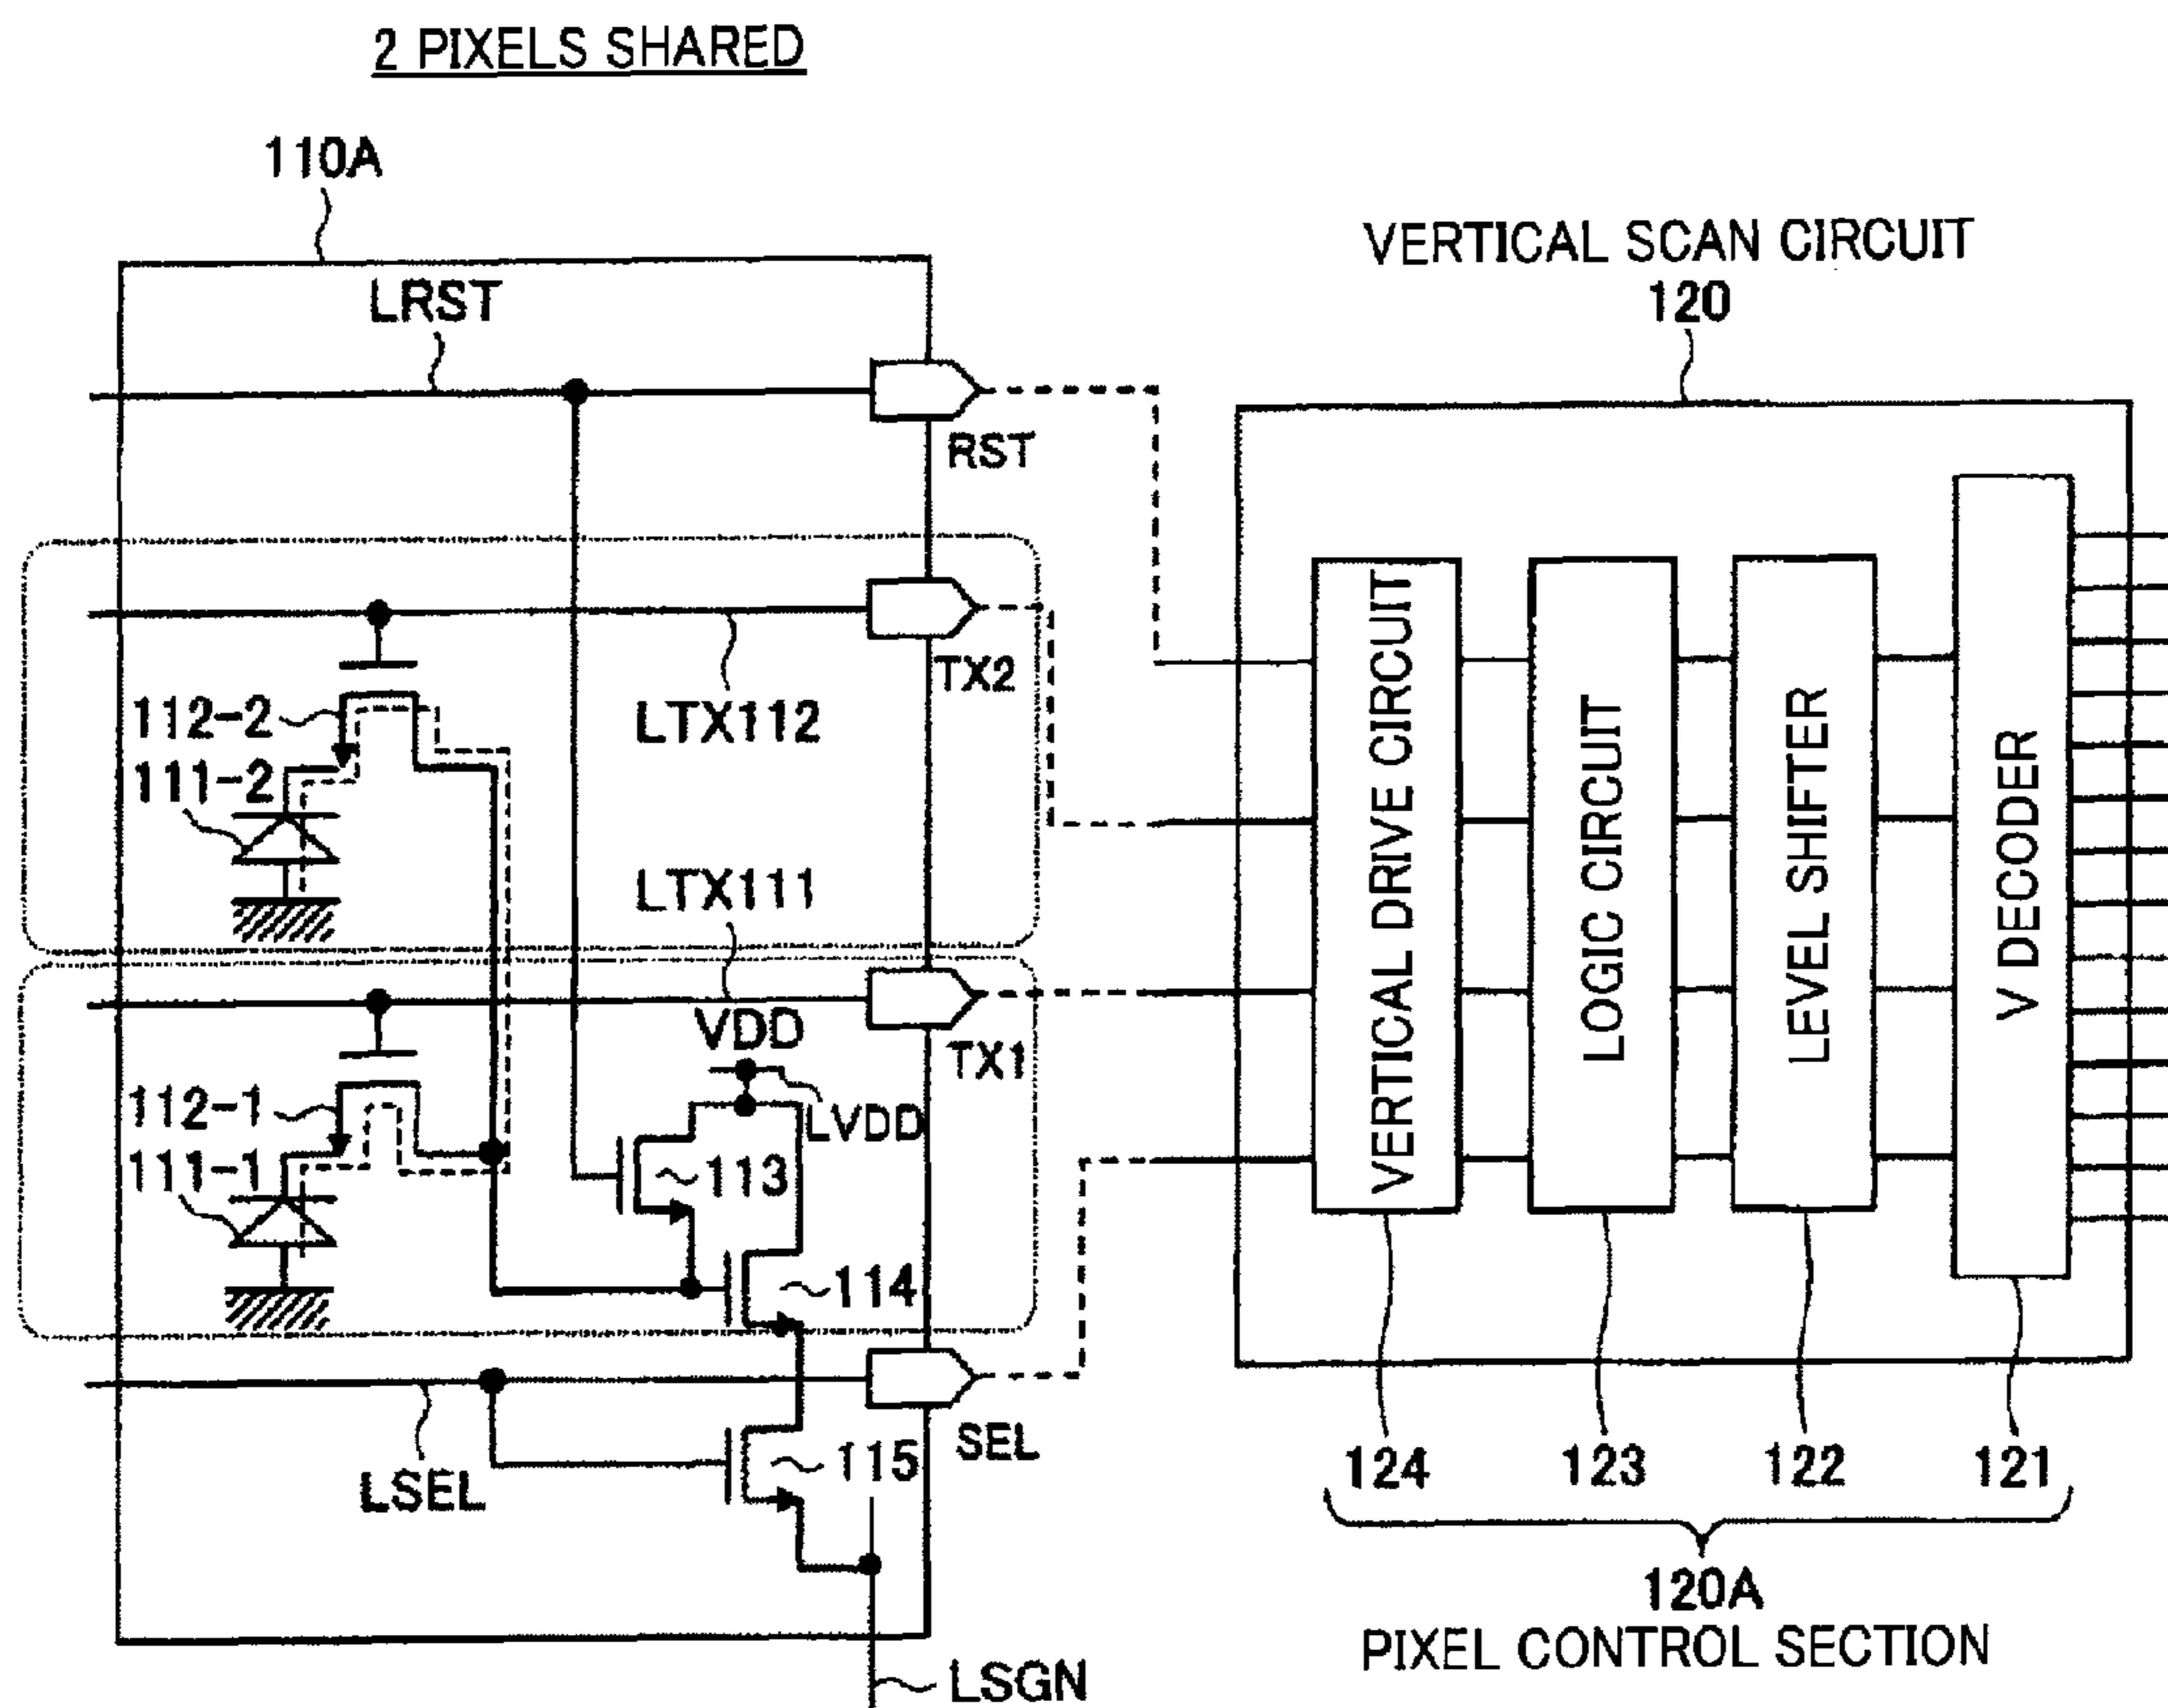 2 PIXELS SHARED
110A
LRST
RST
TX2
112-2
LTX112
111-2
LTX111
VDD
TX1
112-1
LVDD
111-1
113
114
SEL
115
LSEL
LSGN
VERTICAL SCAN CIRCUIT
120
VERTICAL DRIVE CIRCUIT
LOGIC CIRCUIT
LEVEL SHIFTER
V DECODER
124
123
122
121
120A
PIXEL CONTROL SECTION